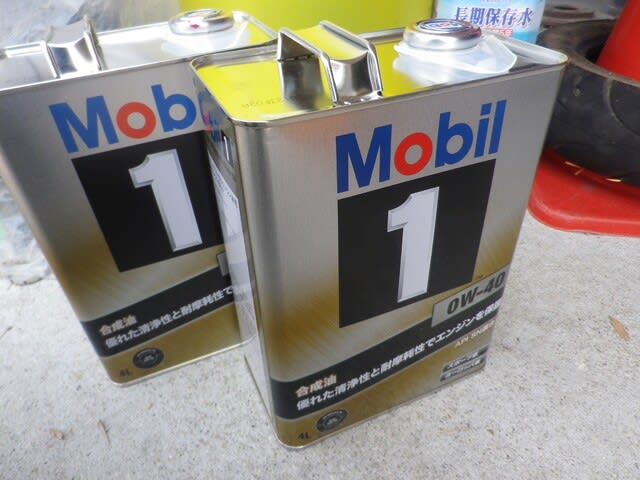 長期保存水
Mobil
1
合成油
優れた清浄性と耐摩耗性で
4L
Mobil
1
0W-40
合成油
優れた清浄性と耐摩耗性でエンジンを保護
API SN
4L